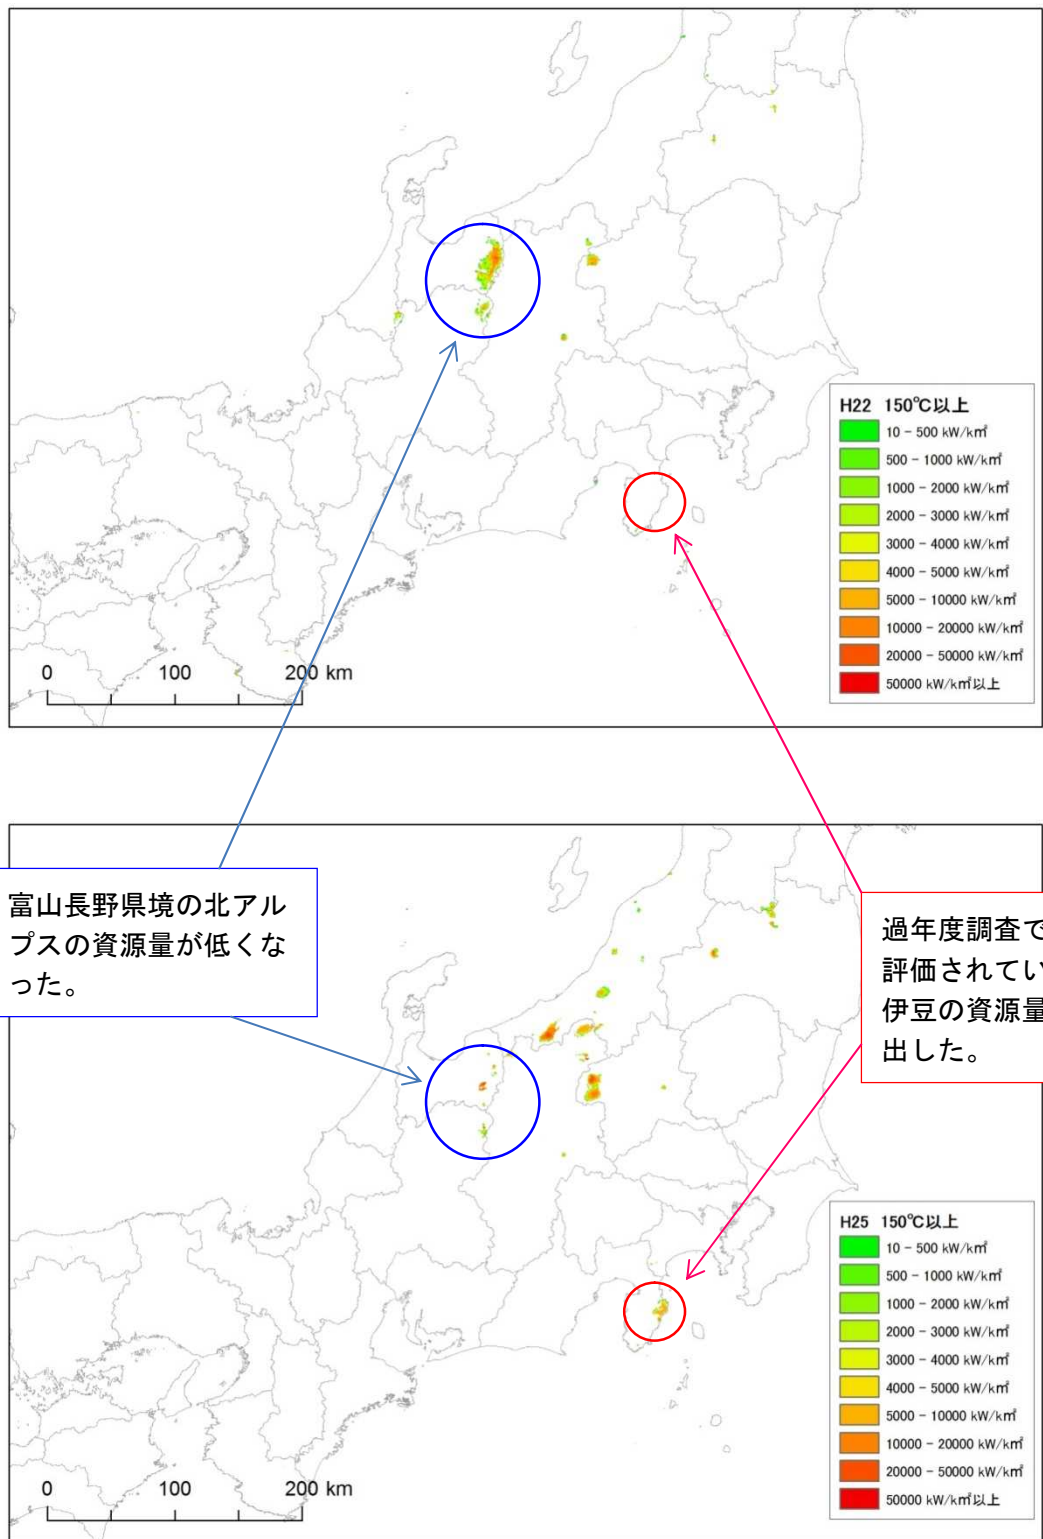 H22 150℃以上
10 - 500 kW/k㎡
500 - 1000 kW/k㎡
1000 - 2000 kW/k㎡
2000 - 3000 kW/k㎡
3000 - 4000 kW/k㎡
4000 - 5000 kW/k㎡
5000 - 10000 kW/k㎡
10000 - 20000 kW/k㎡
20000 - 50000 kW/k㎡
50000 kW/k㎡以上
0 100 200 km
富山長野県境の北アル
プスの資源量が低くな
った。
過年度調査で
評価されてい
伊豆の資源量
出した。
H25 150℃以上
10 - 500 kW/k㎡
500 - 1000 kW/k㎡
1000 - 2000 kW/k㎡
2000 - 3000 kW/k㎡
3000 - 4000 kW/k㎡
4000 - 5000 kW/k㎡
5000 - 10000 kW/k㎡
10000 - 20000 kW/k㎡
20000 - 50000 kW/k㎡
50000 kW/k㎡以上
0 100 200 km